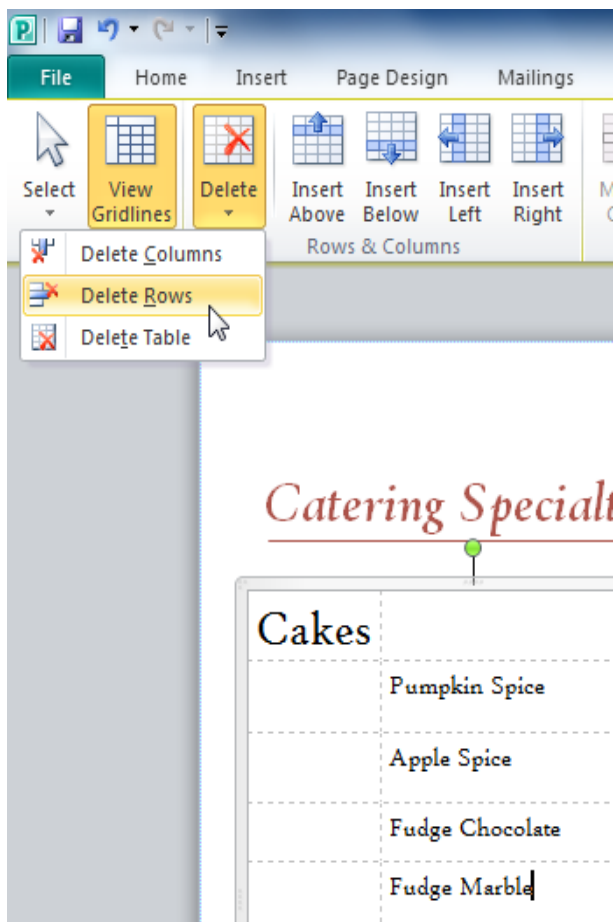 File Home Insert Page Design Mailings
Select View Gridlines Delete Insert Above Insert Below Insert Left Insert Right
Rows & Columns
Delete Columns
Delete Rows
Delete Table
Catering Special
Cakes
Pumpkin Spice
Apple Spice
Fudge Chocolate
Fudge Marble